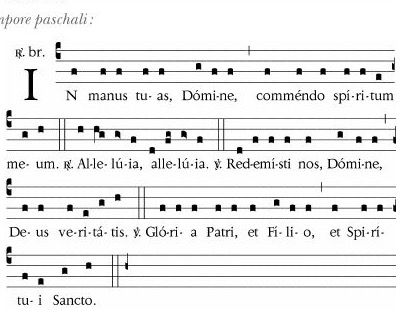 mpore paschali :
℟. br.
IN manus tu- as, Dómi-ne, comméndo spí-ri-tum
me- um. ℟. Al-le-lú-ia, alle-lú-ia. ℣. Red-emí-sti nos, Dómi-ne,
De-us ve-ri-tá-tis. ℣. Gló-ri-a Patri, et Fí-li-o, et Spi-rí-
tu-i Sancto.